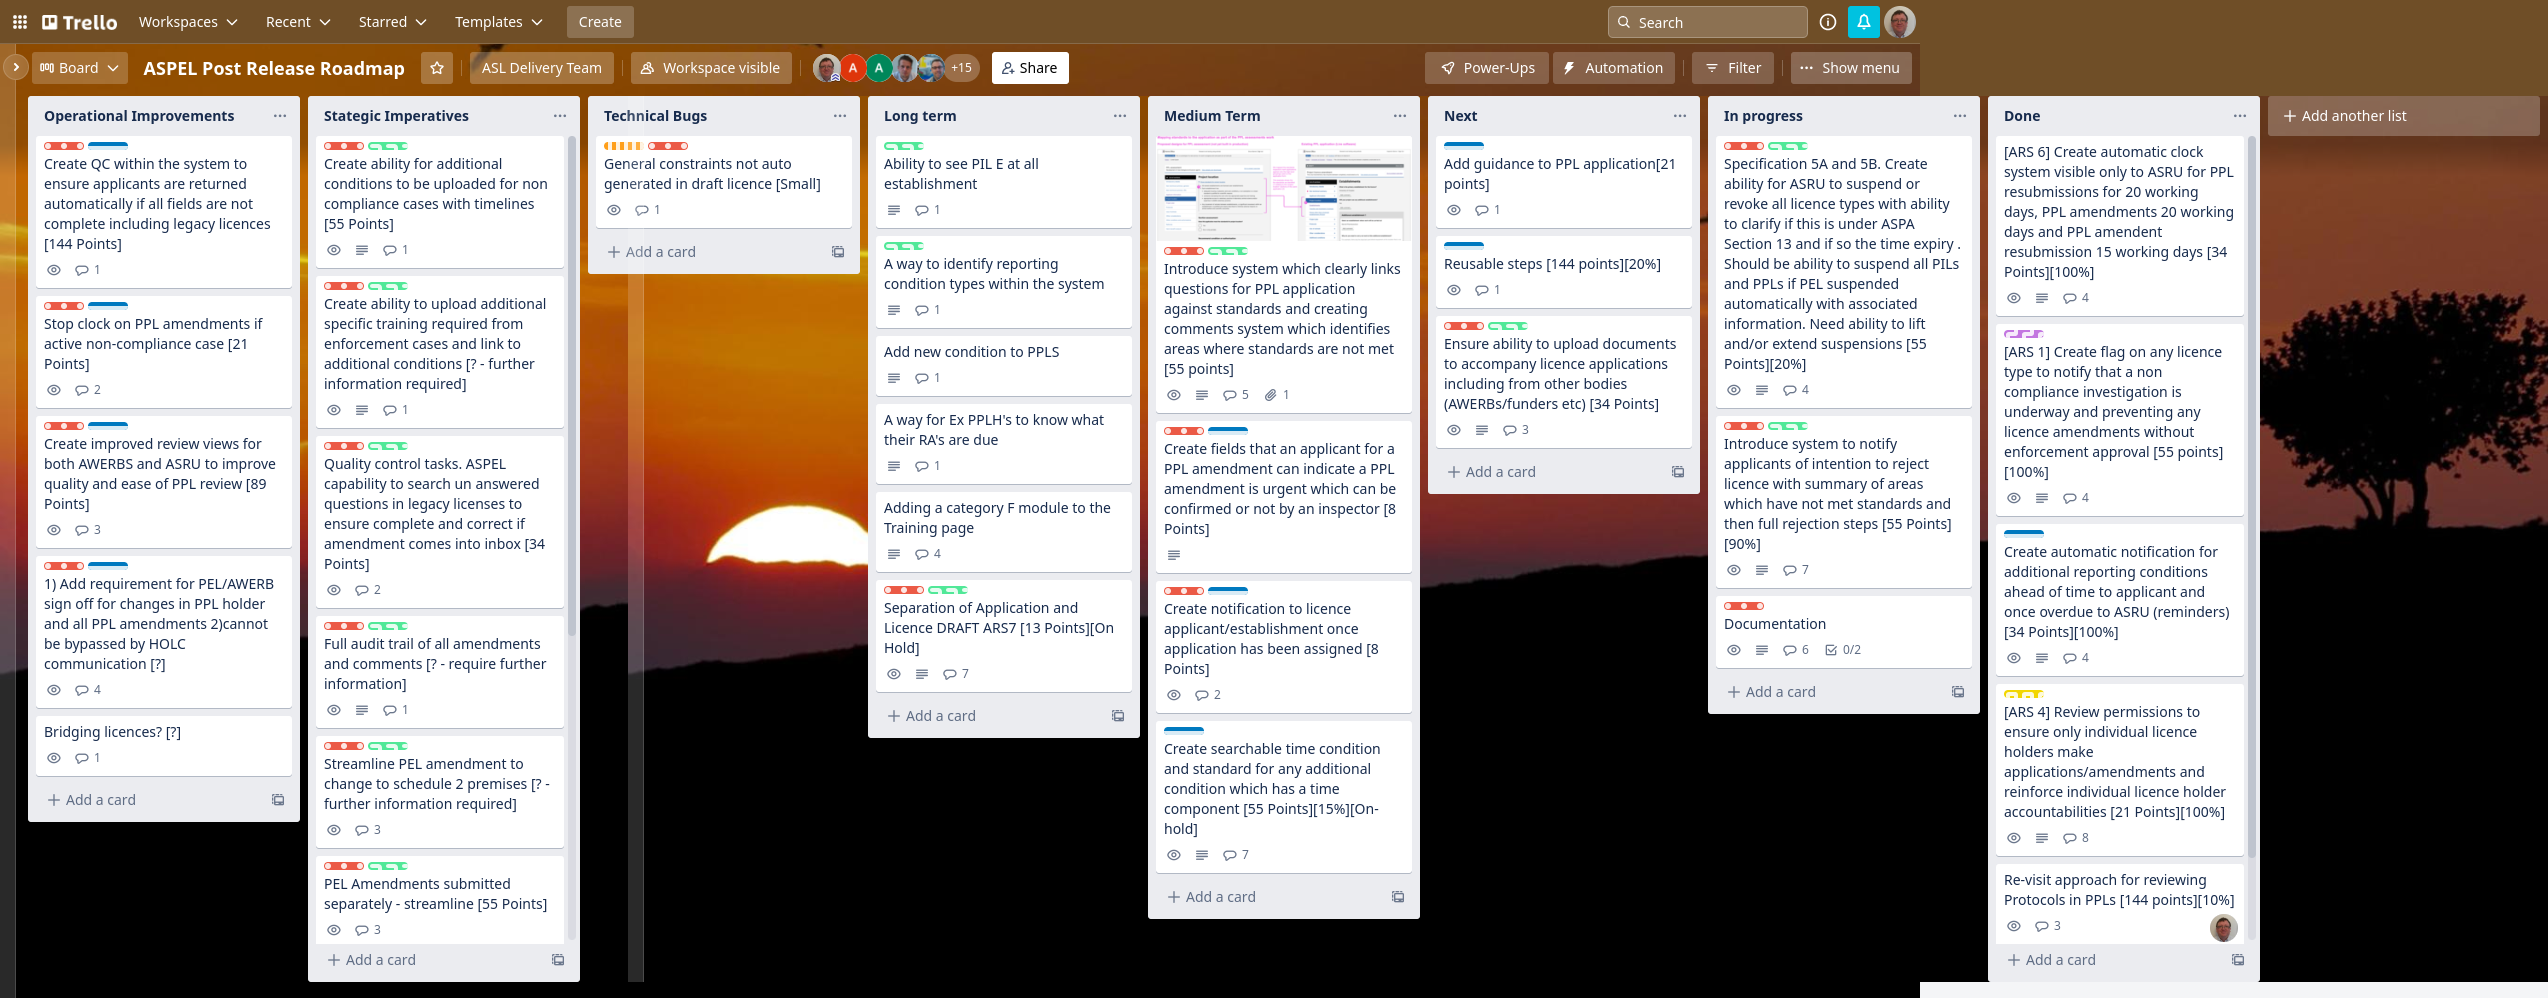 Trello
Workspaces
Recent
Starred
Templates
Create
Search
Board
ASPEL Post Release Roadmap
ASL Delivery Team
Workspace visible
A
A
+15
Share
Power-Ups
Automation
Filter
Show menu
Operational Improvements
Create QC within the system to
ensure applicants are returned
automatically if all fields are not
complete including legacy licences
[144 Points]
1
Stop clock on PPL amendments if
active non-compliance case [21
Points]
2
Create improved review views for
both AWERBS and ASRU to improve
quality and ease of PPL review [89
Points]
3
1) Add requirement for PEL/AWERB
sign off for changes in PPL holder
and all PPL amendments 2)cannot
be bypassed by HOLC
communication [?]
4
Bridging licences? [?]
1
Add a card
Stategic Imperatives
Create ability for additional
conditions to be uploaded for non
compliance cases with timelines
[55 Points]
1
Create ability to upload additional
specific training required from
enforcement cases and link to
additional conditions [? - further
information required]
1
Quality control tasks. ASPEL
capability to search un answered
questions in legacy licenses to
ensure complete and correct if
amendment comes into inbox [34
Points]
2
Full audit trail of all amendments
and comments [? - require further
information]
1
Streamline PEL amendment to
change to schedule 2 premises [? -
further information required]
3
PEL Amendments submitted
separately - streamline [55 Points]
3
Add a card
Technical Bugs
General constraints not auto
generated in draft licence [Small]
1
Add a card
Long term
Ability to see PIL E at all
establishment
1
A way to identify reporting
condition types within the system
1
Add new condition to PPLS
1
A way for Ex PPLH's to know what
their RA's are due
1
Adding a category F module to the
Training page
4
Separation of Application and
Licence DRAFT ARS7 [13 Points][On
Hold]
7
Add a card
Medium Term
Introduce system which clearly links
questions for PPL application
against standards and creating
comments system which identifies
areas where standards are not met
[55 points]
5
1
Create fields that an applicant for a
PPL amendment can indicate a PPL
amendment is urgent which can be
confirmed or not by an inspector [8
Points]
Create notification to licence
applicant/establishment once
application has been assigned [8
Points]
2
Create searchable time condition
and standard for any additional
condition which has a time
component [55 Points][15%][On-
hold]
7
Add a card
Next
Add guidance to PPL application[21
points]
1
Reusable steps [144 points][20%]
1
Ensure ability to upload documents
to accompany licence applications
including from other bodies
(AWERBs/funders etc) [34 Points]
3
Add a card
In progress
Specification 5A and 5B. Create
ability for ASRU to suspend or
revoke all licence types with ability
to clarify if this is under ASPA
Section 13 and if so the time expiry .
Should be ability to suspend all PILs
and PPLs if PEL suspended
automatically with associated
information. Need ability to lift
and/or extend suspensions [55
Points][20%]
4
Introduce system to notify
applicants of intention to reject
licence with summary of areas
which have not met standards and
then full rejection steps [55 Points]
[90%]
7
Documentation
6
0/2
Add a card
Done
[ARS 6] Create automatic clock
system visible only to ASRU for PPL
resubmissions for 20 working
days, PPL amendments 20 working
days and PPL amendent
resubmission 15 working days [34
Points][100%]
4
[ARS 1] Create flag on any licence
type to notify that a non
compliance investigation is
underway and preventing any
licence amendments without
enforcement approval [55 points]
[100%]
4
Create automatic notification for
additional reporting conditions
ahead of time to applicant and
once overdue to ASRU (reminders)
[34 Points][100%]
4
[ARS 4] Review permissions to
ensure only individual licence
holders make
applications/amendments and
reinforce individual licence holder
accountabilities [21 Points][100%]
8
Re-visit approach for reviewing
Protocols in PPLs [144 points][10%]
3
Add a card
Add another list